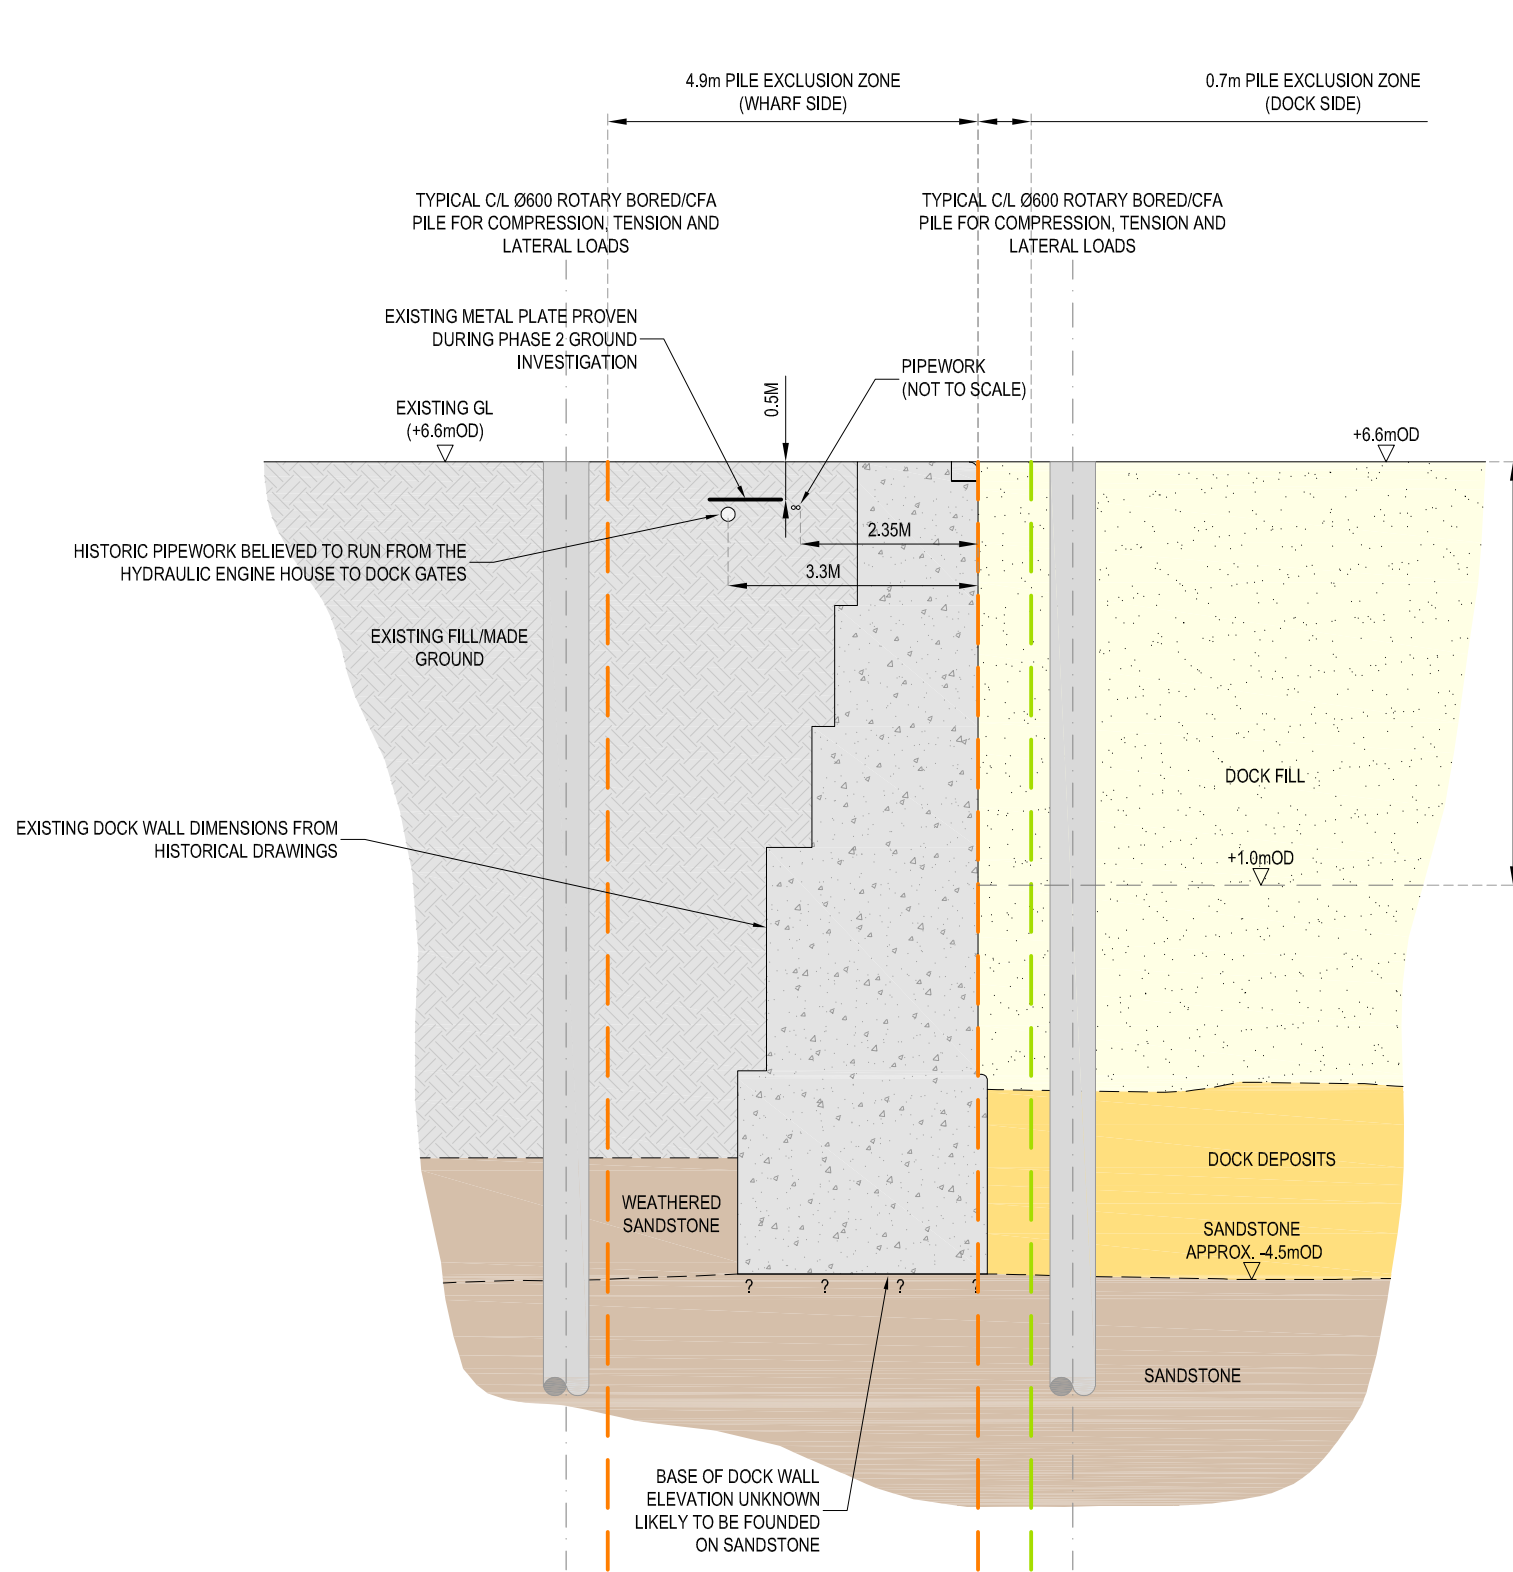 4.9m PILE EXCLUSION ZONE
(WHARF SIDE)
0.7m PILE EXCLUSION ZONE
(DOCK SIDE)
TYPICAL C/L Ø600 ROTARY BORED/CFA
PILE FOR COMPRESSION, TENSION AND
LATERAL LOADS
TYPICAL C/L Ø600 ROTARY BORED/CFA
PILE FOR COMPRESSION, TENSION AND
LATERAL LOADS
EXISTING METAL PLATE PROVEN
DURING PHASE 2 GROUND
INVESTIGATION
0.5M
PIPEWORK
(NOT TO SCALE)
EXISTING GL
(+6.6mOD)
+6.6mOD
2.35M
3.3M
HISTORIC PIPEWORK BELIEVED TO RUN FROM THE
HYDRAULIC ENGINE HOUSE TO DOCK GATES
EXISTING FILL/MADE
GROUND
DOCK FILL
EXISTING DOCK WALL DIMENSIONS FROM
HISTORICAL DRAWINGS
+1.0mOD
DOCK DEPOSITS
WEATHERED
SANDSTONE
SANDSTONE
APPROX. -4.5mOD
? ? ? ?
SANDSTONE
BASE OF DOCK WALL
ELEVATION UNKNOWN
LIKELY TO BE FOUNDED
ON SANDSTONE